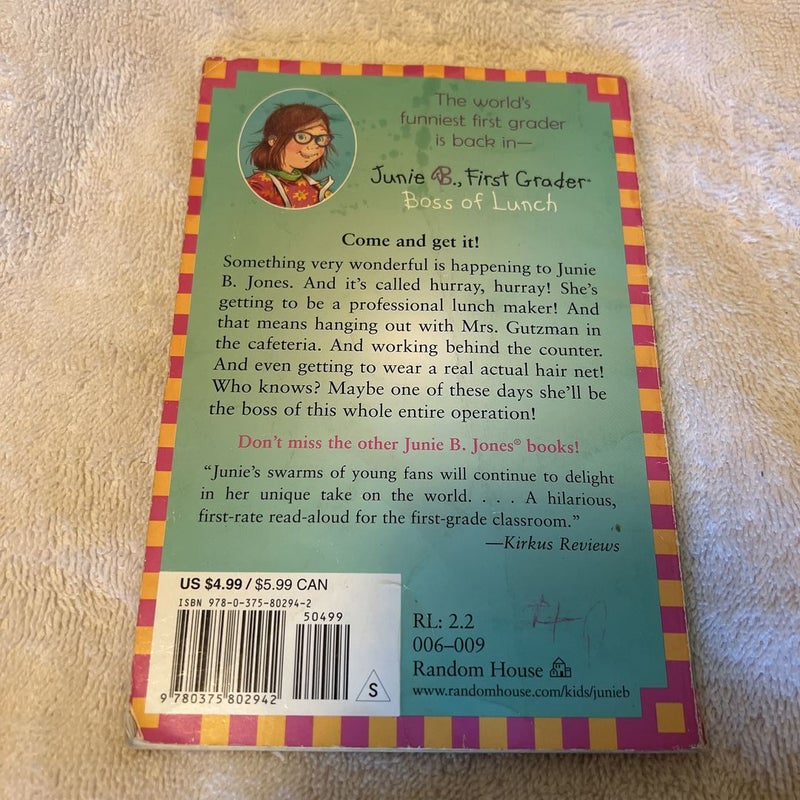 The world's
funniest first grader
is back in—
Junie B., First Grader®
Boss of Lunch
Come and get it!
Something very wonderful is happening to Junie
B. Jones. And it's called hurray, hurray! She's
getting to be a professional lunch maker! And
that means hanging out with Mrs. Gutzman in
the cafeteria. And working behind the counter.
And even getting to wear a real actual hair net!
Who knows? Maybe one of these days she'll be
the boss of this whole entire operation!
Don't miss the other Junie B. Jones® books!
“Junie's swarms of young fans will continue to delight
in her unique take on the world. . . . A hilarious,
first-rate read-aloud for the first-grade classroom.”
—Kirkus Reviews
US $4.99 / $5.99 CAN
ISBN 978-0-375-80294-2
50499
9 780375 802942
S
RL: 2.2
006–009
Random House
www.randomhouse.com/kids/junieb